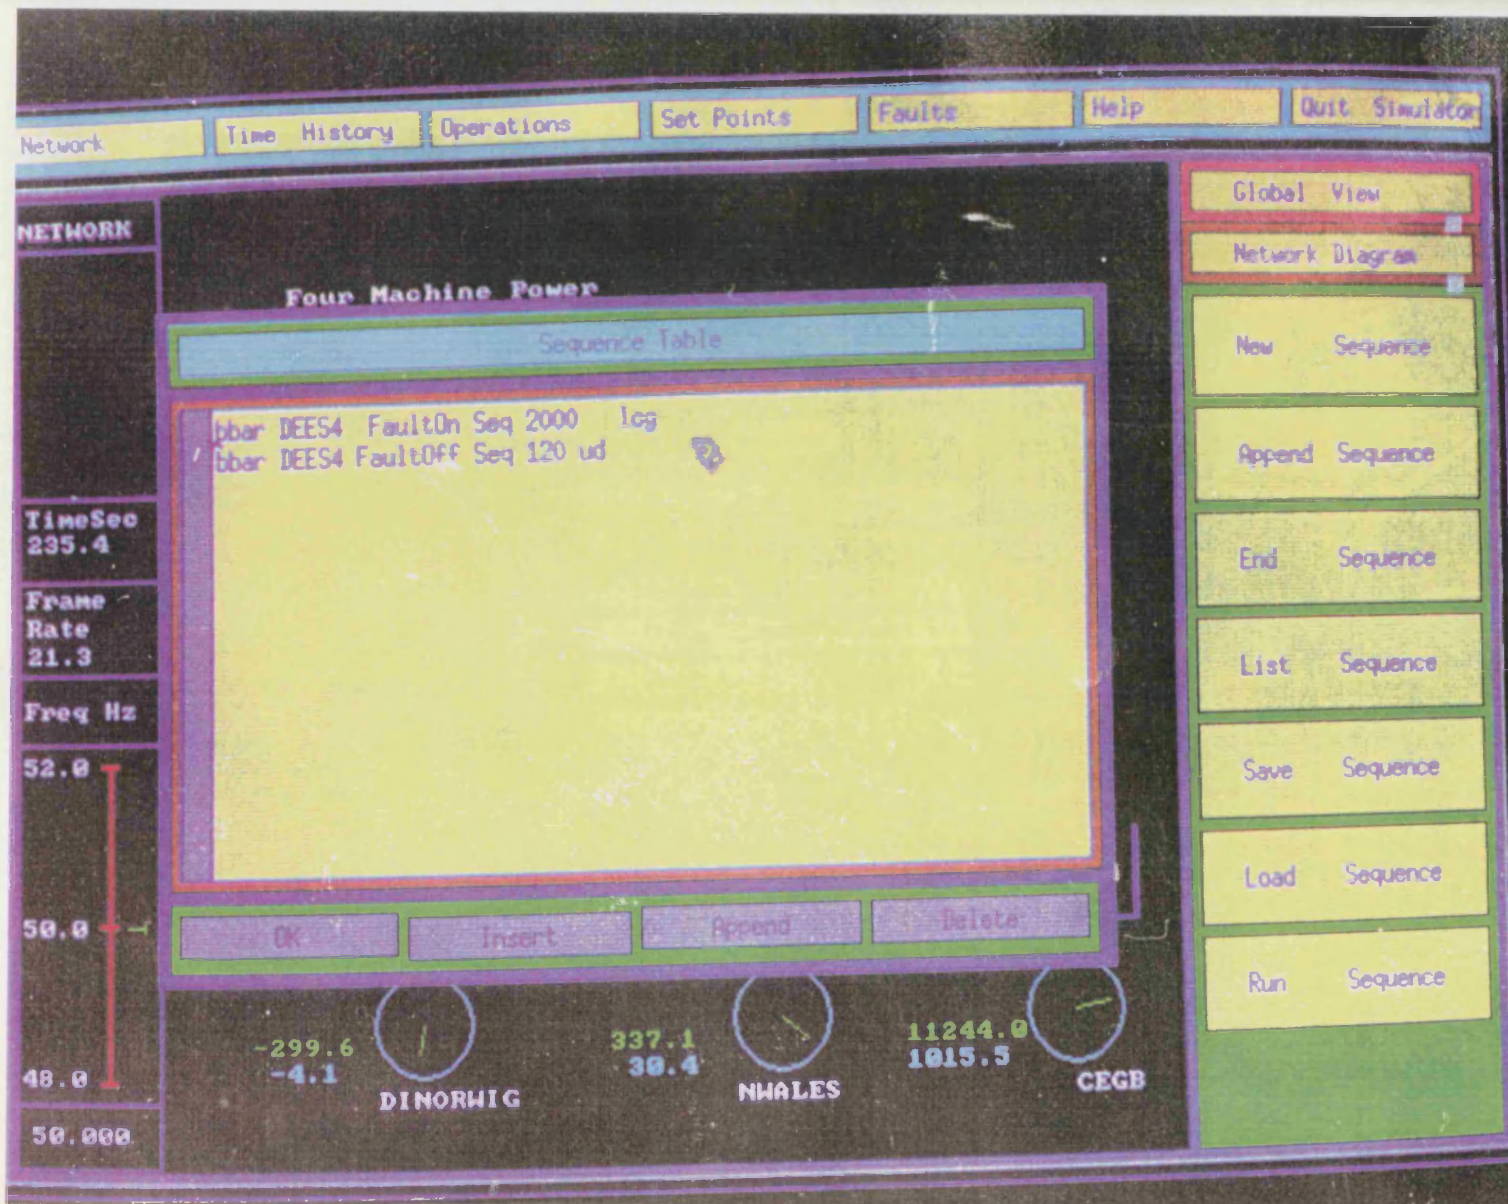 Network
Time History
Operations
Set Points
Faults
Help
Quit Simulator
NETWORK
Four Machine Power
Global View
Network Diagram
Sequence Table
bbar DEES4 FaultOn Seq 2000 log
bbar DEES4 FaultOff Seq 120 ud
New Sequence
Append Sequence
End Sequence
List Sequence
Save Sequence
Load Sequence
Run Sequence
TimeSec
235.4
Frame
Rate
21.3
Freq Hz
52.0
50.0
48.0
50.000
OK
Insert
Append
Delete
-299.6
-4.1
DINORWIG
337.1
30.4
NWALES
11244.0
1015.5
CEGB